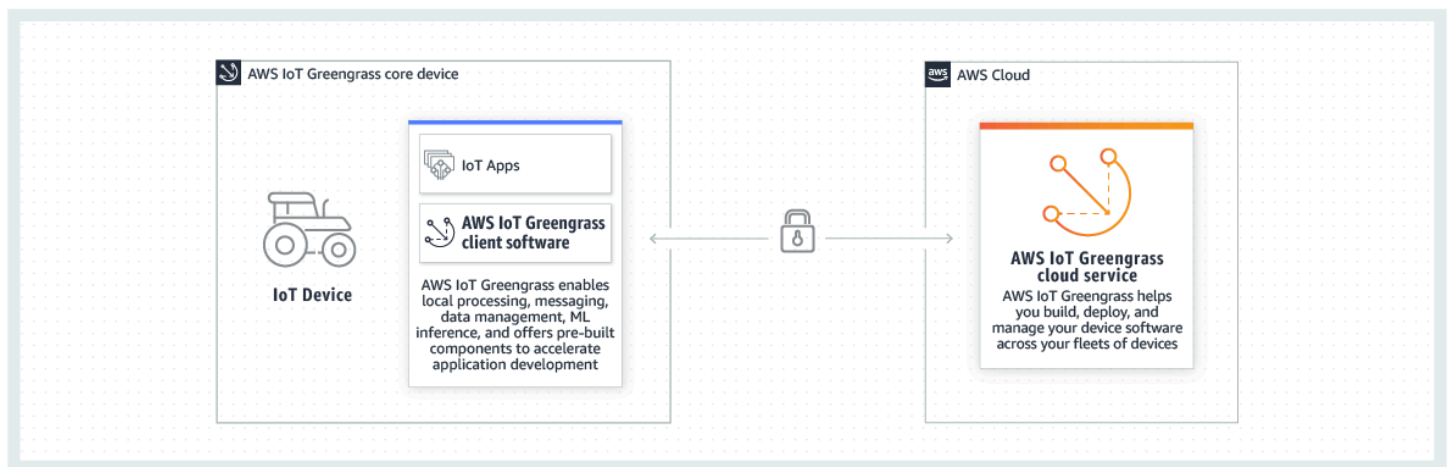 AWS IoT Greengrass core device
IoT Device
IoT Apps
AWS IoT Greengrass
client software
AWS IoT Greengrass enables
local processing, messaging,
data management, ML
inference, and offers pre-built
components to accelerate
application development
aws
AWS Cloud
AWS IoT Greengrass
cloud service
AWS IoT Greengrass helps
you build, deploy, and
manage your device software
across your fleets of devices